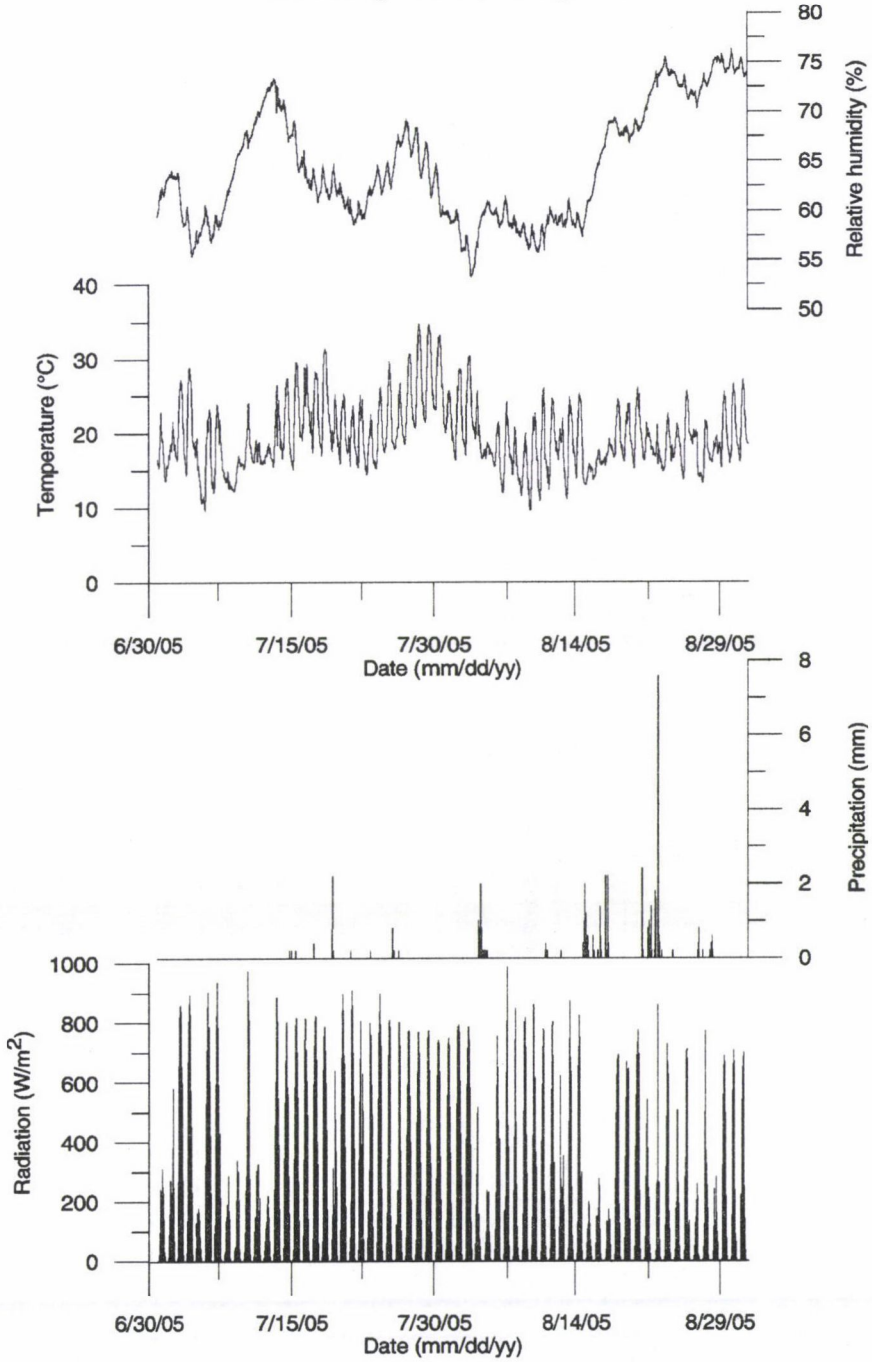 80
75
70
65
60
55
50
Relative humidity (%)
40
30
20
10
0
Temperature (°C)
6/30/05 7/15/05 7/30/05 8/14/05 8/29/05
Date (mm/dd/yy)
8
6
4
2
0
Precipitation (mm)
1000
800
600
400
200
0
Radiation (W/m²)
6/30/05 7/15/05 7/30/05 8/14/05 8/29/05
Date (mm/dd/yy)